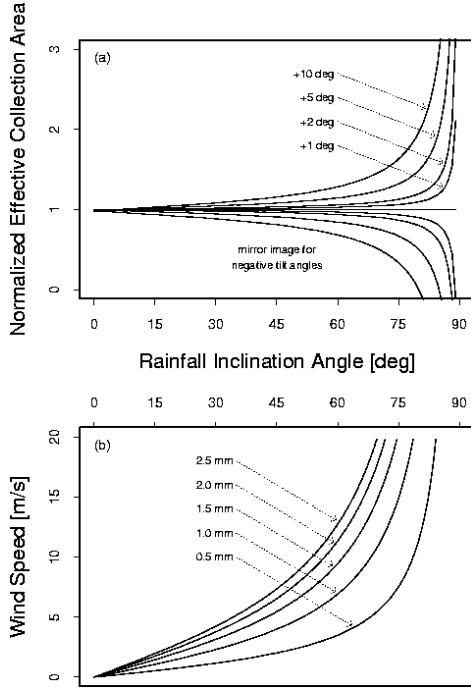 Normalized Effective Collection Area
3
2
1
0
(a)
+10 deg
+5 deg
+2 deg
+1 deg
mirror image for
negative tilt angles
0 15 30 45 60 75 90
Rainfall Inclination Angle [deg]
0 15 30 45 60 75 90
Wind Speed [m/s]
20
15
10
5
0
(b)
2.5 mm
2.0 mm
1.5 mm
1.0 mm
0.5 mm